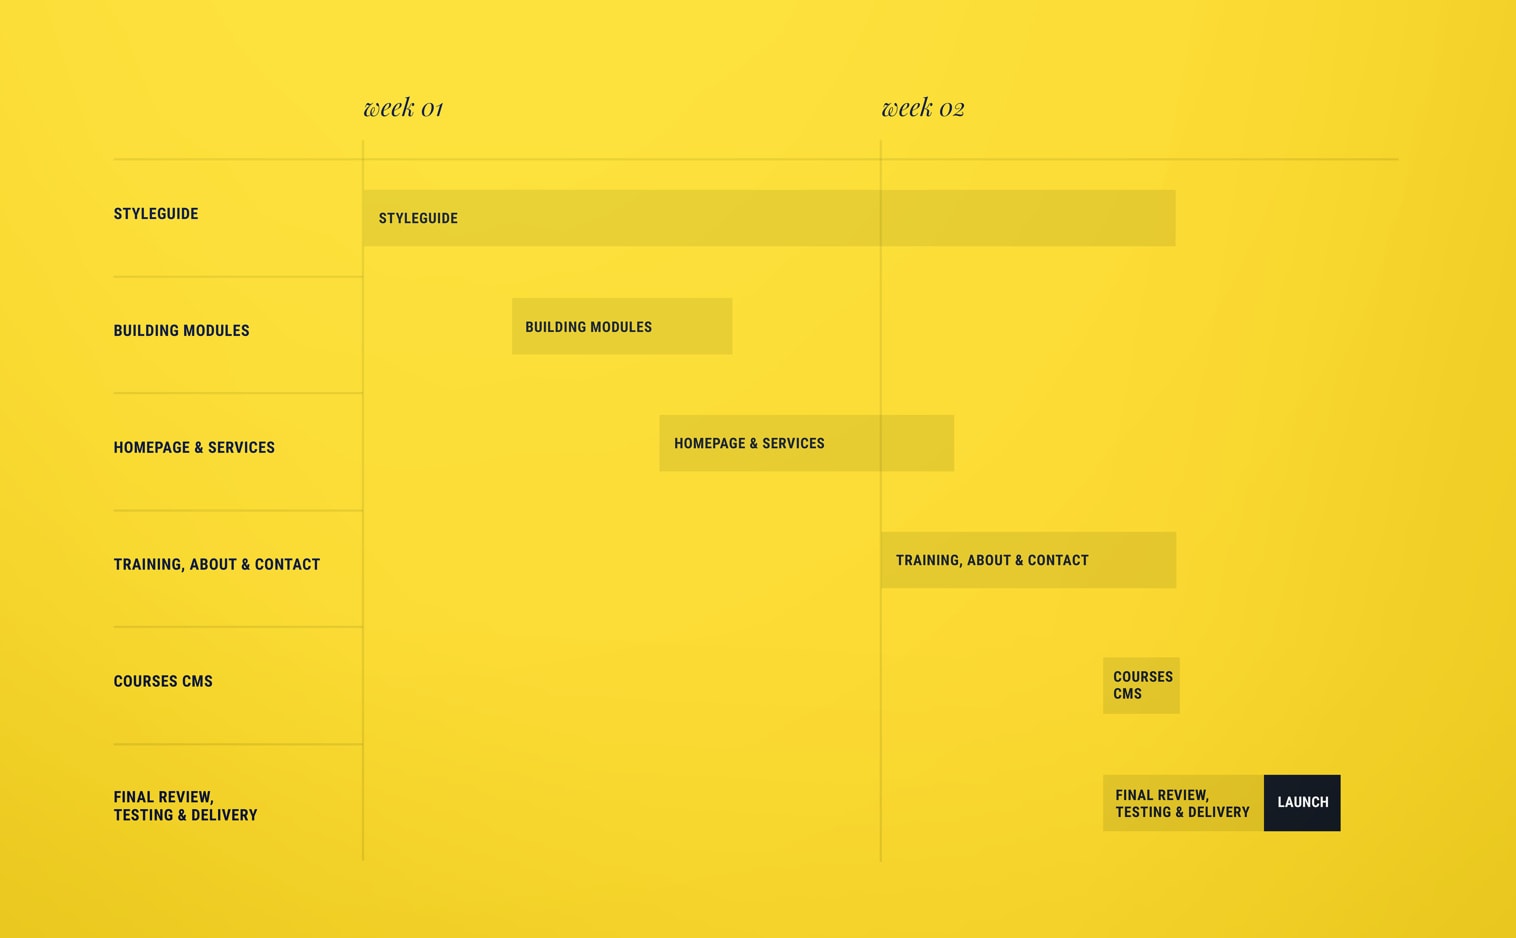 week 01
week 02
STYLEGUIDE
STYLEGUIDE
BUILDING MODULES
BUILDING MODULES
HOMEPAGE & SERVICES
HOMEPAGE & SERVICES
TRAINING, ABOUT & CONTACT
TRAINING, ABOUT & CONTACT
COURSES CMS
COURSES
CMS
FINAL REVIEW,
TESTING & DELIVERY
FINAL REVIEW,
TESTING & DELIVERY
LAUNCH